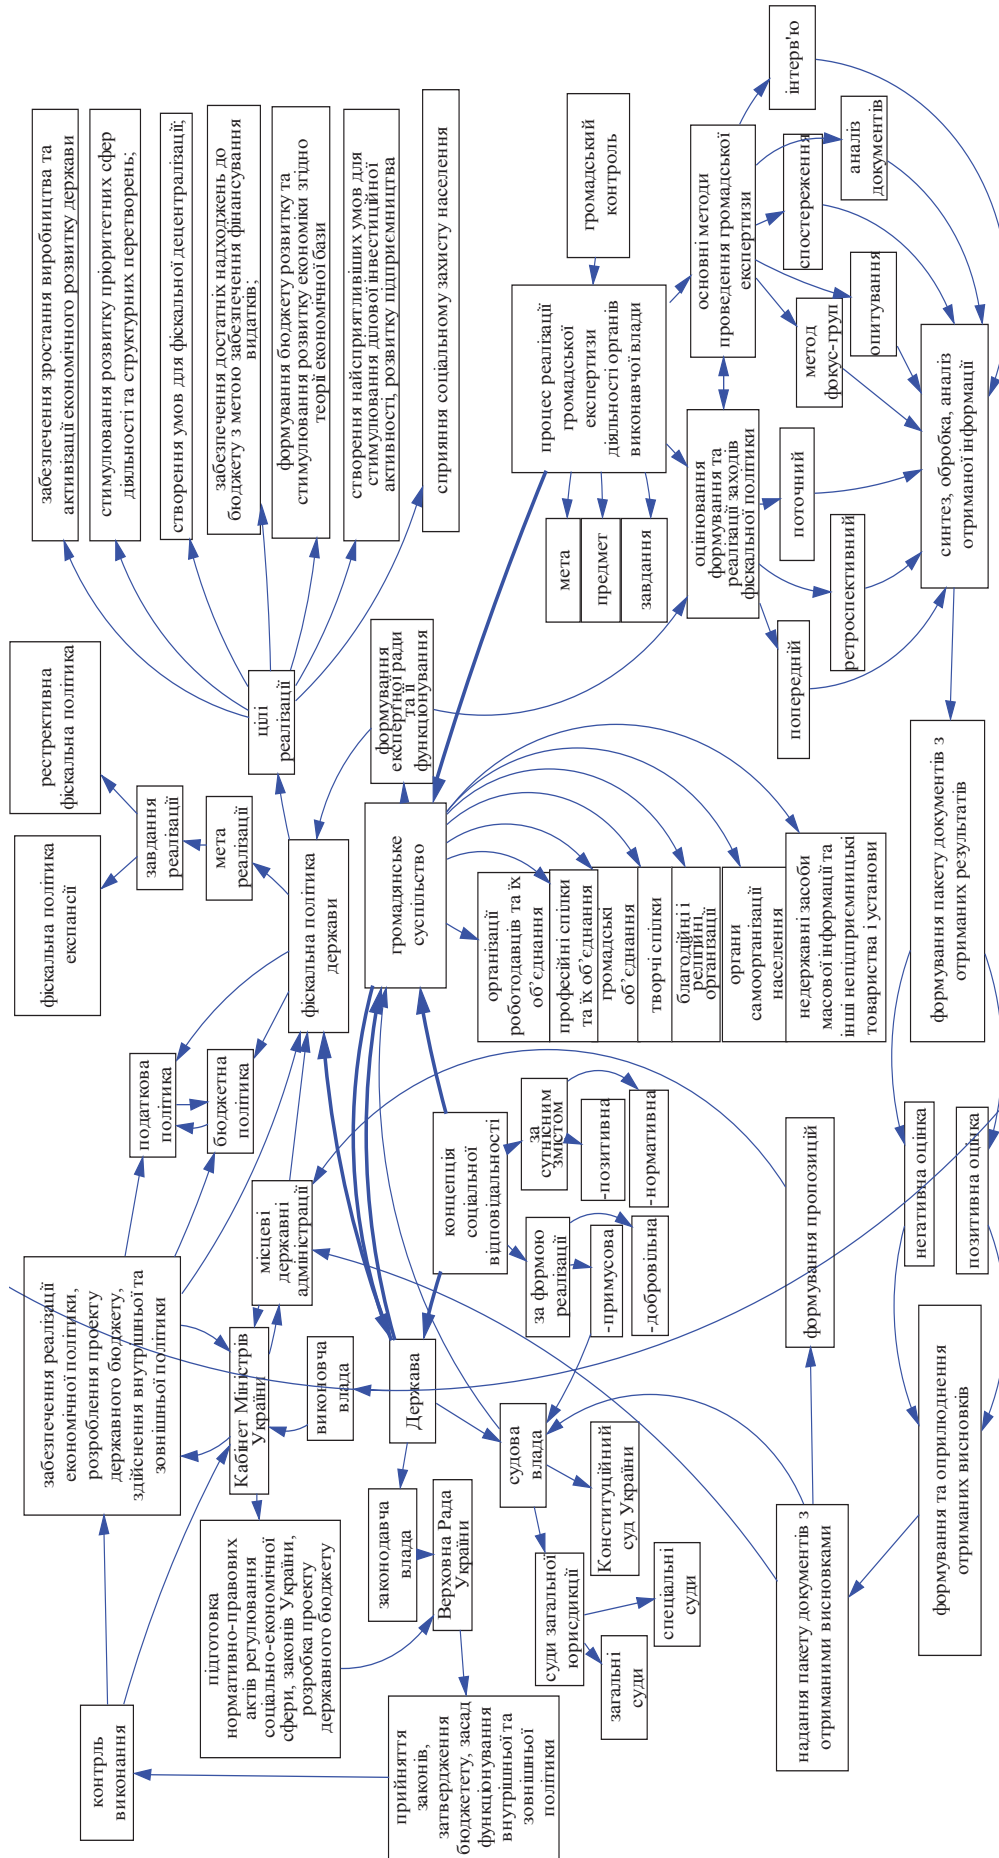 контрль
виконання
забезпечення реалізації
економічної політики,
розроблення проекту
державного бюджету,
здійснення внутрішньої та
зовнішньої політики
фіскальна політика
експансії
рестрективна
фіскальна політика
забезпечення зростання виробництва та
активізації економічного розвитку держави
стимулювання розвитку пріоритетних сфер
діяльності та структурних перетворень;
створення умов для фіскальної децентралізації;
забезпечення достатніх надходжень до
бюджету з метою забезпечення фінансування
видатків;
формування бюджету розвитку та
стимулювання розвитку економіки згідно
теорії економічної бази
створення найсприятливіших умов для
стимулювання ділової інвестиційної
активності, розвитку підприємництва
сприяння соціальному захисту населення
податкова
політика
бюджетна
політика
завдання
реалізації
мета
реалізації
цілі
реалізації
підготовка
нормативно-правових
актів регулювання
соціально-економічної
сфери, законів України,
розробка проекту
державного бюджету
Кабінет Міністрів
України
місцеві
державні
адміністрації
виконовча
влада
фіскальна політика
держави
формування
експертної ради
та її
функціонування
прийняття
законів,
затвердження
бюджетету, засад
функціонування
внутрішньої та
зовнішньої
політики
законодавча
влада
Верховна Рада
України
Держава
концепція
соціальної
відповідальності
громадянське
суспільство
процес реалізації
громадської
експертизи
діяльності органів
виконавчої влади
громадський
контроль
судова
влада
за формою
реалізації
-примусова
-добровільна
за
сутнісним
змістом
-позитивна
-нормативна
організації
роботодавців та їх
об’єднання
професійні спілки
та їх об’єднання
громадські
об’єднання
творчі спілки
благодійні і
релігійні
організації
органи
самоорганізації
населення
недержавні засоби
масової інформації та
інші непідприємницькі
товариства і установи
мета
предмет
завдання
суди загальної
юрисдикції
Конституційний
суд України
загальні
суди
спеціальні
суди
оцінювання
формування та
реалізації заходів
фіскальної політики
основні методи
проведення громадської
експертизи
попередній
поточний
ретроспективний
метод
фокус-груп
опитування
спостереження
аналіз
документів
інтерв'ю
надання пакету документів з
отриманими висновками
формування пропозицій
формування та оприлюднення
отриманих висновків
негативна оцінка
позитивна оцінка
формування пакету документів з
отриманих результатів
синтез, обробка, аналіз
отриманої інформації